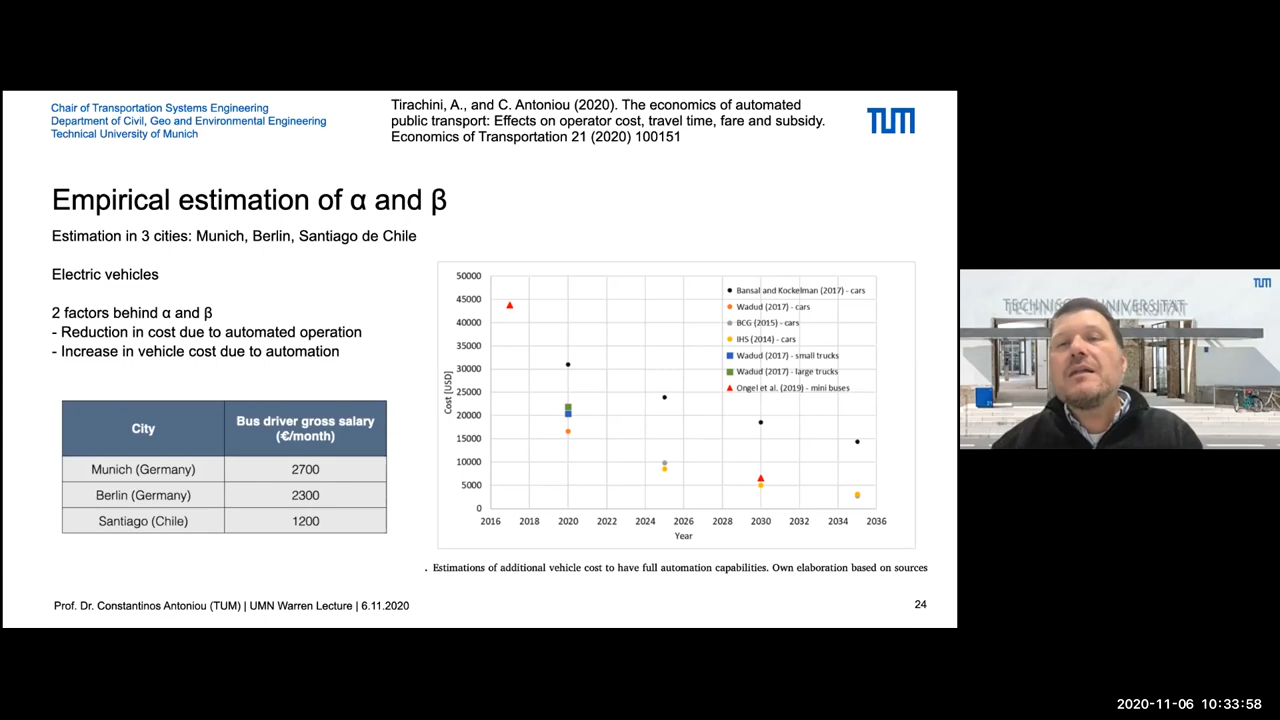 Chair of Transportation Systems Engineering
Department of Civil, Geo and Environmental Engineering
Technical University of Munich
Tirachini, A., and C. Antoniou (2020). The economics of automated
public transport: Effects on operator cost, travel time, fare and subsidy.
Economics of Transportation 21 (2020) 100151
TUM
Empirical estimation of α and β
Estimation in 3 cities: Munich, Berlin, Santiago de Chile
Electric vehicles
2 factors behind α and β
- Reduction in cost due to automated operation
- Increase in vehicle cost due to automation
City
Bus driver gross salary
(€/month)
Munich (Germany) 2700
Berlin (Germany) 2300
Santiago (Chile) 1200
Cost [USD]
50000
45000
40000
35000
30000
25000
20000
15000
10000
5000
0
2016 2018 2020 2022 2024 2026 2028 2030 2032 2034 2036
Year
Bansal and Kockelman (2017) - cars
Wadud (2017) - cars
BCG (2015) - cars
IHS (2014) - cars
Wadud (2017) - small trucks
Wadud (2017) - large trucks
Ongel et al. (2019) - mini buses
. Estimations of additional vehicle cost to have full automation capabilities. Own elaboration based on sources
Prof. Dr. Constantinos Antoniou (TUM) | UMN Warren Lecture | 6.11.2020
24
TUM
TECHNISCHE UNIVERSITÄT
2020-11-06 10:33:58